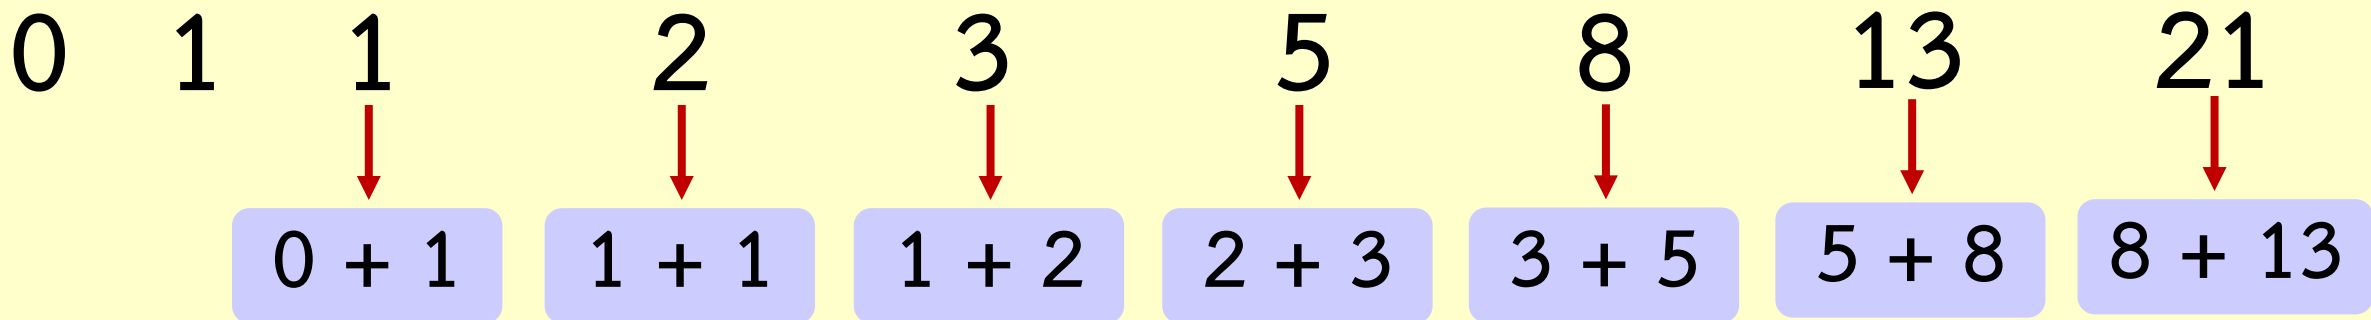 0 1 1 2 3 5 8 13 21
0 + 1 1 + 1 1 + 2 2 + 3 3 + 5 5 + 8 8 + 13